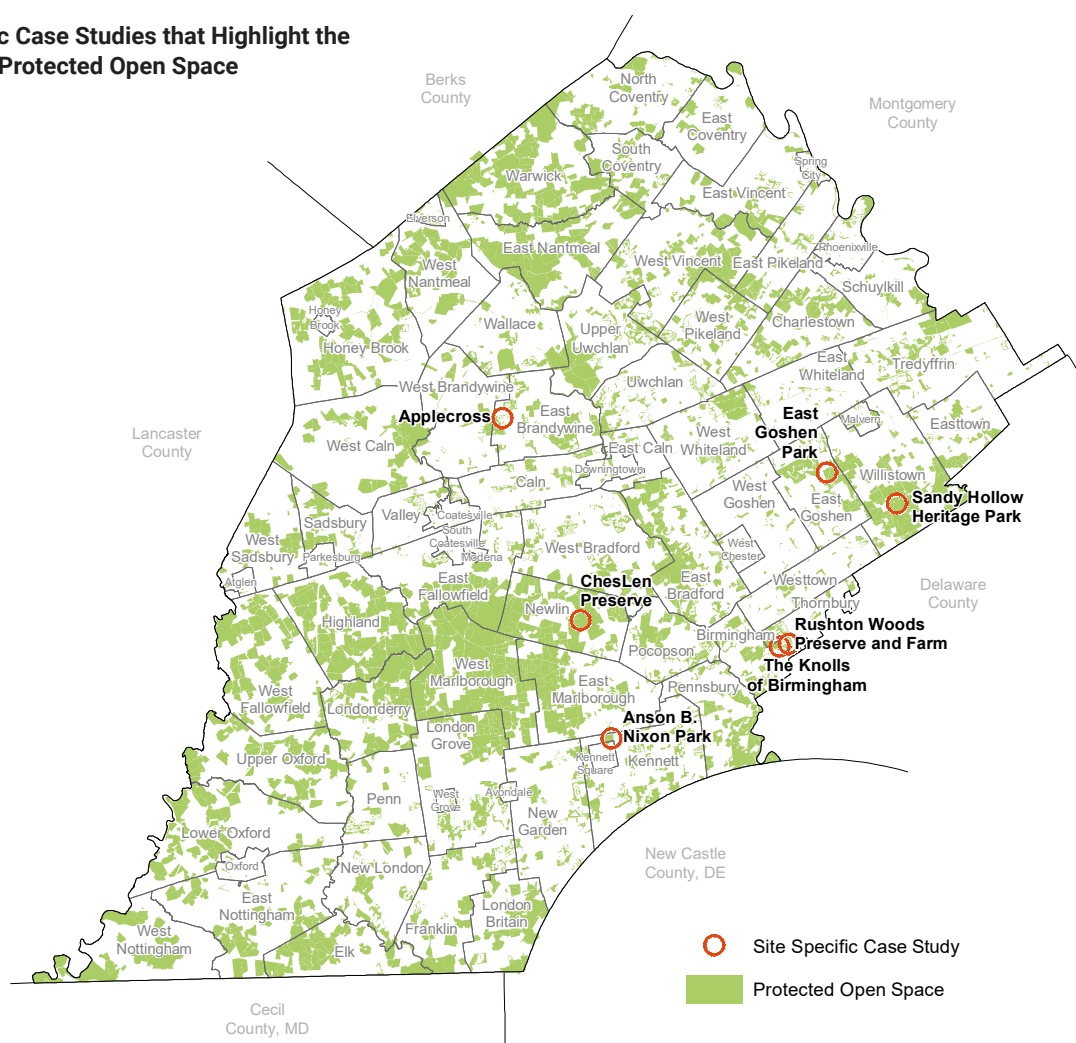 c Case Studies that Highlight the
Protected Open Space
Berks
County
North
Coventry
Montgomery
County
East
Coventry
South
Coventry
Spring
City
Warwick
East Vincent
Elverson
East Nantmeal
Phoenixville
West
Nantmeal
West Vincent
East Pikeland
Schuylkill
Honey
Brook
Wallace
Upper
Uwchlan
West
Pikeland
Charlestown
Honey Brook
East
Whiteland
Tredyffrin
West Brandywine
Uwchlan
Applecross
East
Brandywine
East
Goshen
Park
Malvern
Easttown
Lancaster
County
West Caln
East Caln
West
Whiteland
Downingtown
Willistown
Caln
West
Goshen
East
Goshen
Sandy Hollow
Heritage Park
Sadsbury
Valley
Coatesville
South
Coatesville
West
Sadsbury
Parkesburg
Modena
West Bradford
West
Chester
Atglen
East
Fallowfield
ChesLen
Preserve
East
Bradford
Westtown
Delaware
County
Newlin
Thornbury
Highland
Rushton Woods
Preserve and Farm
Birmingham
Pocopson
The Knolls
of Birmingham
West
Marlborough
East
Marlborough
Pennsbury
West
Fallowfield
Londonderry
Anson B.
Nixon Park
London
Grove
Upper Oxford
Kennett
Square
Kennett
Penn
West
Grove
Avondale
New
Garden
Lower Oxford
New Castle
County, DE
Oxford
New London
East
Nottingham
London
Britain
West
Nottingham
Franklin
Elk
Site Specific Case Study
Protected Open Space
Cecil
County, MD